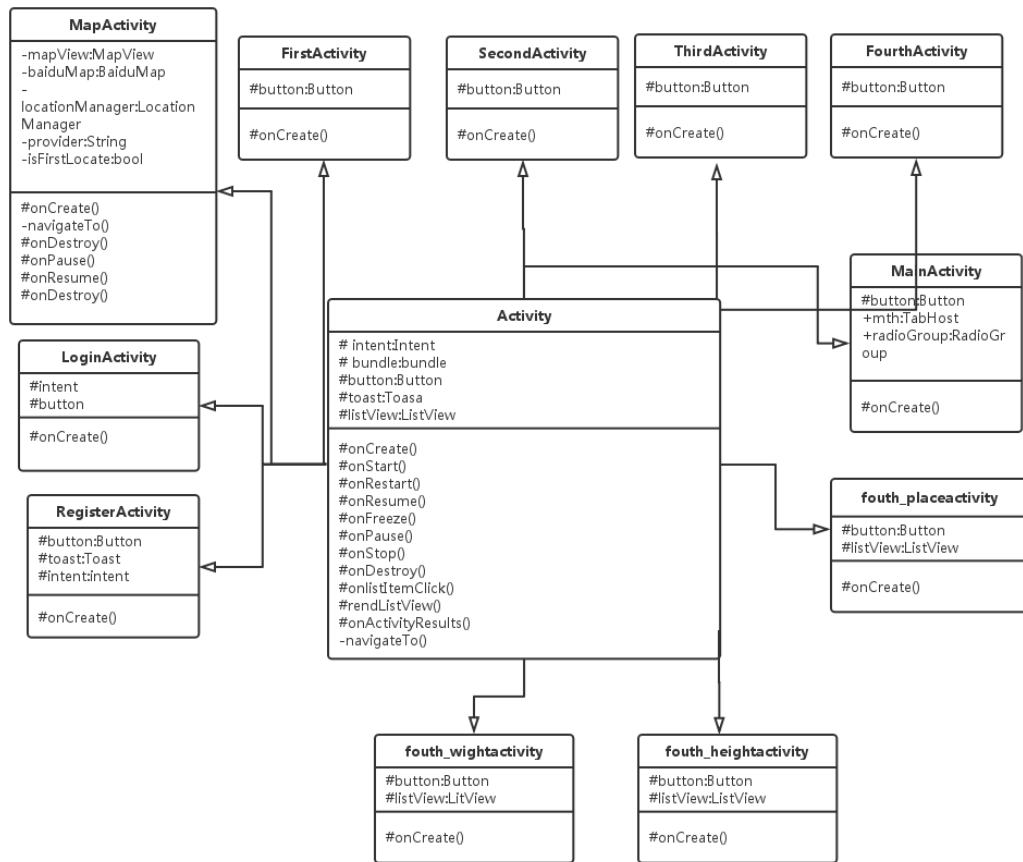 MapActivity
-mapView:MapView
-baiduMap:BaiduMap
-
locationManager:Location
Manager
-provider:String
-isFirstLocate:bool
#onCreate()
-navigateTo()
#onDestroy()
#onPause()
#onResume()
#onDestroy()
FirstActivity
#button:Button
#onCreate()
SecondActivity
#button:Button
#onCreate()
ThirdActivity
#button:Button
#onCreate()
FourthActivity
#button:Button
#onCreate()
MainActivity
#button:Button
+mth:TabHost
+radioGroup:RadioGr
oup
#onCreate()
Activity
# intent:Intent
# bundle:bundle
#button:Button
#toast:Toasa
#listView:ListView
#onCreate()
#onStart()
#onRestart()
#onResume()
#onFreeze()
#onPause()
#onStop()
#onDestroy()
#onlistItemClick()
#rendListView()
#onActivityResults()
-navigateTo()
LoginActivity
#intent
#button
#onCreate()
RegisterActivity
#button:Button
#toast:Toast
#intent:intent
#onCreate()
fouth_placeactivity
#button:Button
#listView:ListView
#onCreate()
fouth_wightactivity
#button:Button
#listView:LitView
#onCreate()
fouth_heightactivity
#button:Button
#listView:ListView
#onCreate()